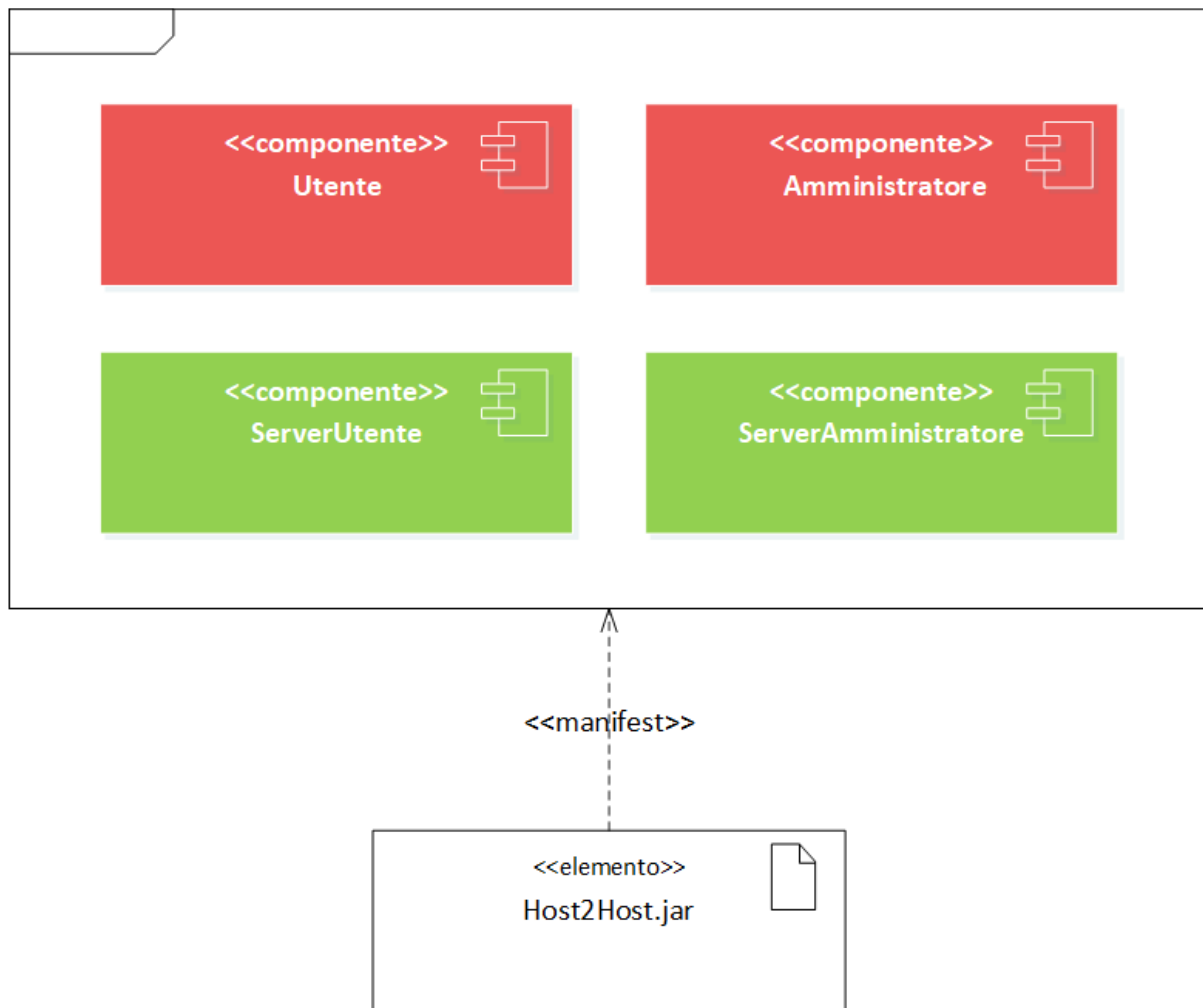 <<componente>>
Utente
<<componente>>
Amministratore
<<componente>>
ServerUtente
<<componente>>
ServerAmministratore
<<manifest>>
<<elemento>>
Host2Host.jar